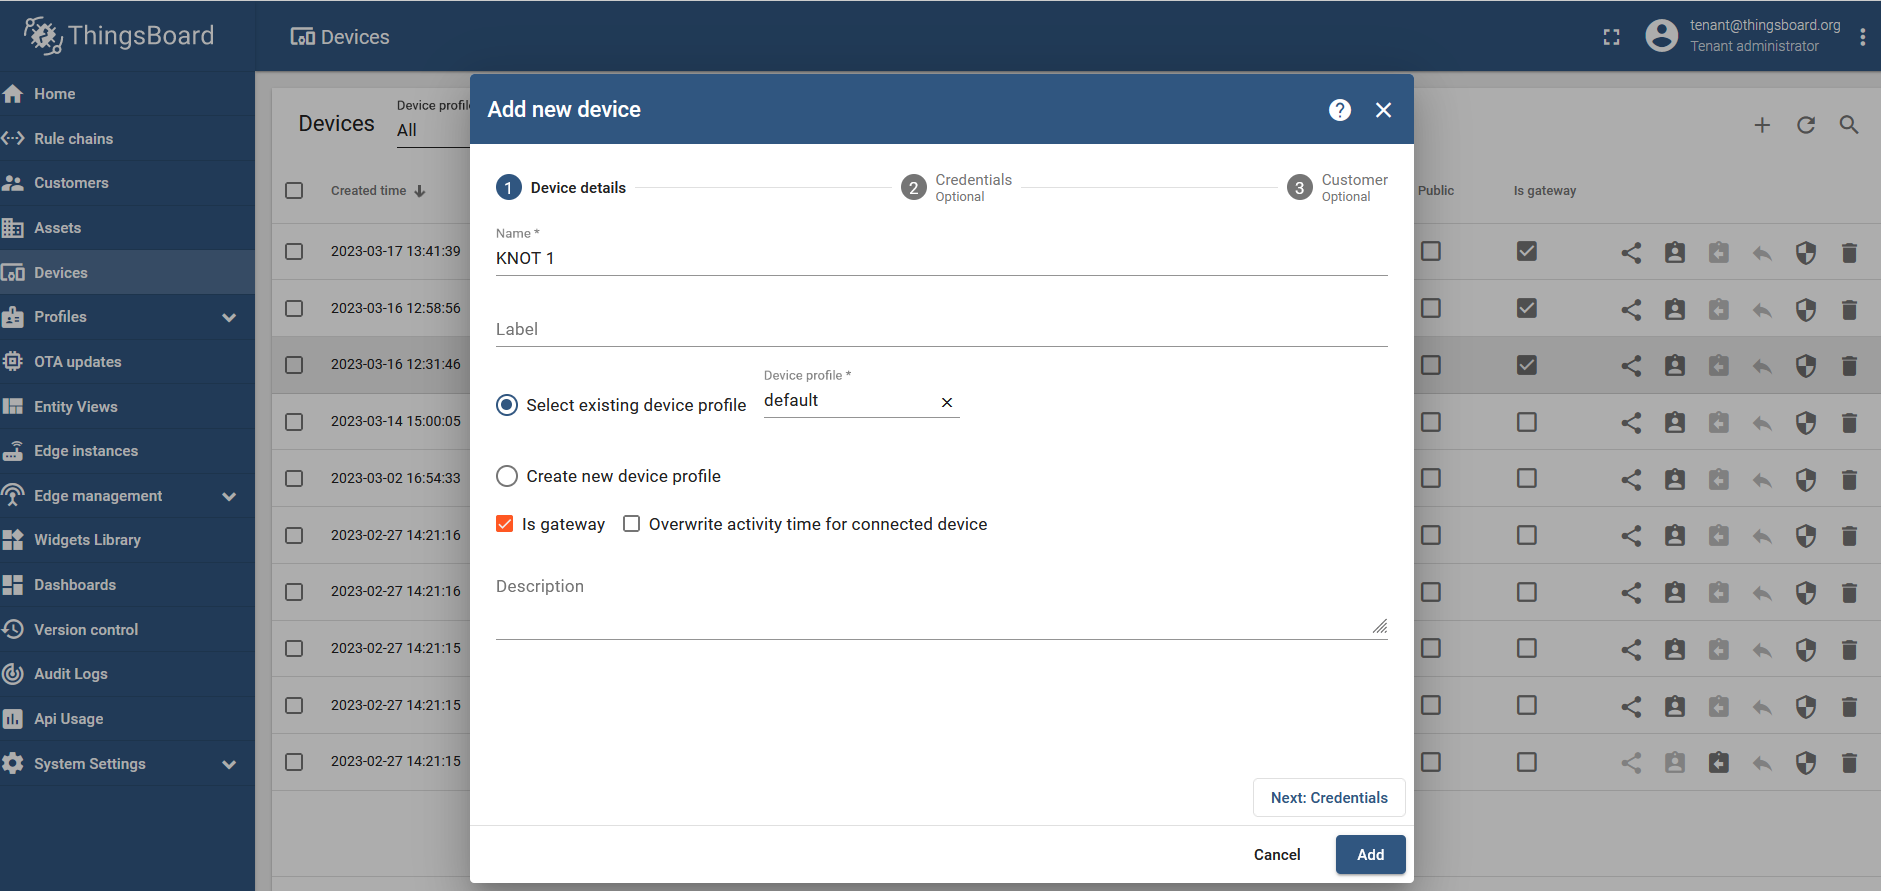 ThingsBoard
Devices
tenant@thingsboard.org
Tenant administrator
Home
Rule chains
Customers
Assets
Devices
Profiles
OTA updates
Entity Views
Edge instances
Edge management
Widgets Library
Dashboards
Version control
Audit Logs
Api Usage
System Settings
Devices
Device profile
All
Created time
Public
Is gateway
2023-03-17 13:41:39
2023-03-16 12:58:56
2023-03-16 12:31:46
2023-03-14 15:00:05
2023-03-02 16:54:33
2023-02-27 14:21:16
2023-02-27 14:21:16
2023-02-27 14:21:15
2023-02-27 14:21:15
2023-02-27 14:21:15
Add new device
1 Device details
2 Credentials
Optional
3 Customer
Optional
Name *
KNOT 1
Label
Select existing device profile
Device profile *
default
Create new device profile
Is gateway
Overwrite activity time for connected device
Description
Next: Credentials
Cancel
Add